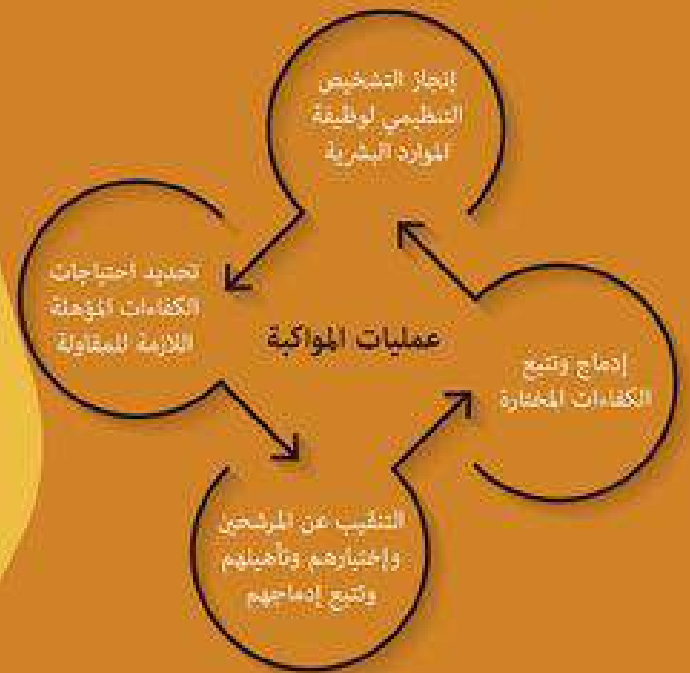 إنجاز التشخيص
التنظيمي لوظيفة
الموارد البشرية
تحديد احتياجات
الكفاءات المؤهلة
اللازمة للمقاولة
عمليات المواكبة
إدماج وتتبع
الكفاءات المختارة
التنقيب عن المرشحين
وإختيارهم وتأهيلهم
وتتبع إدماجهم